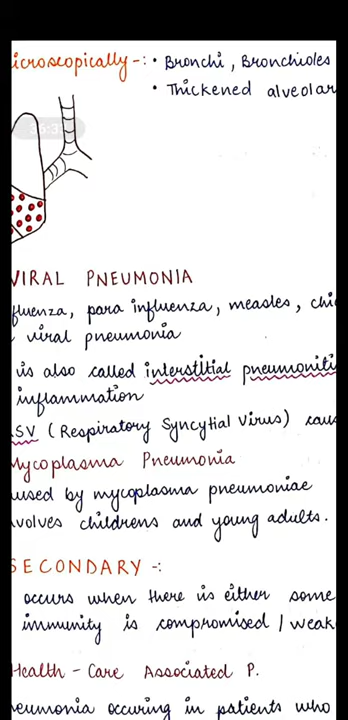 icroscopically -: • Bronchi, Bronchioles
• Thickened alveolar
VIRAL PNEUMONIA
fluenza, para influenza, measles, chi
viral pneumonia
is also called interstitial pneumoniti
inflammation
SV (Respiratory Syncytial Virus) caus
Mycoplasma Pneumonia
used by mycoplasma pneumoniae
volves childrens and young adults.
SECONDARY -:
occurs when there is either some
immunity is compromised / weak
Health - Care Associated P.
eumonia occuring in patients who